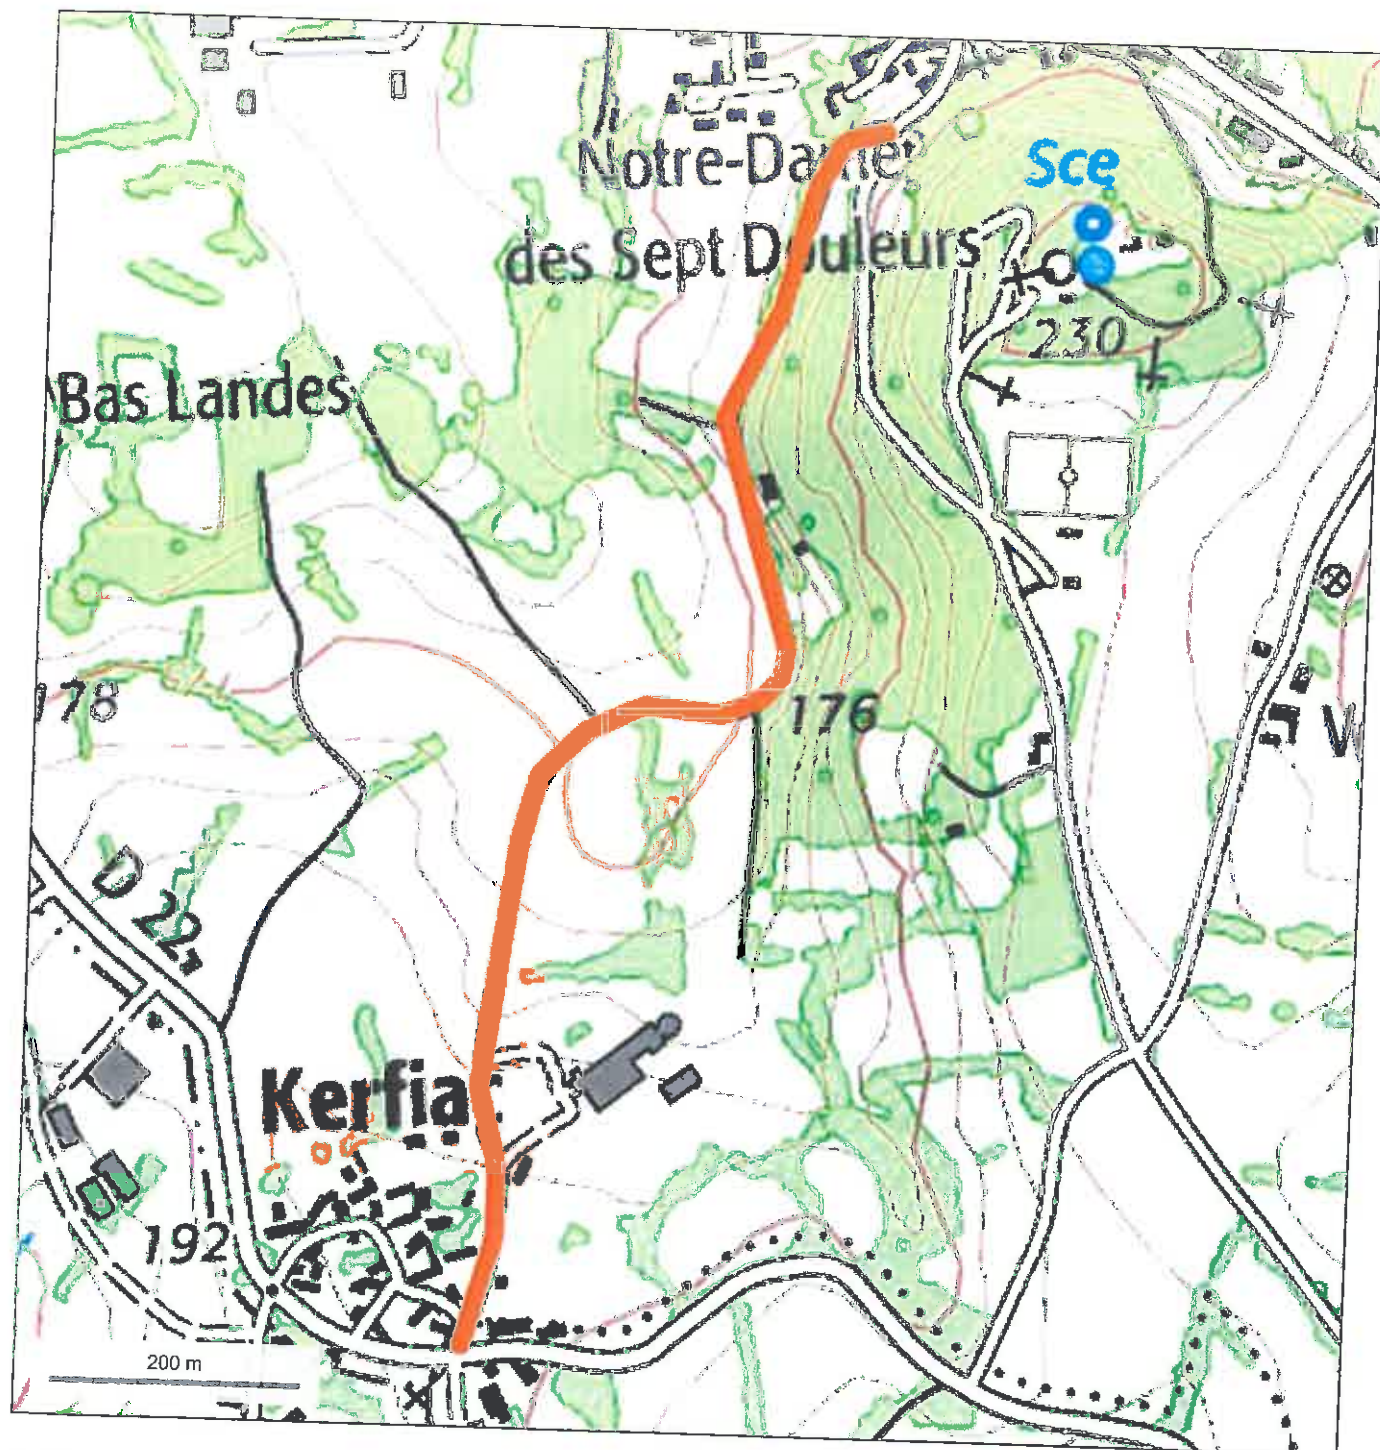 Notre-Dame
Sce
des Sept Douleurs
230
Bas Landes
178
176
V
D 22
Kerfia
192
200 m